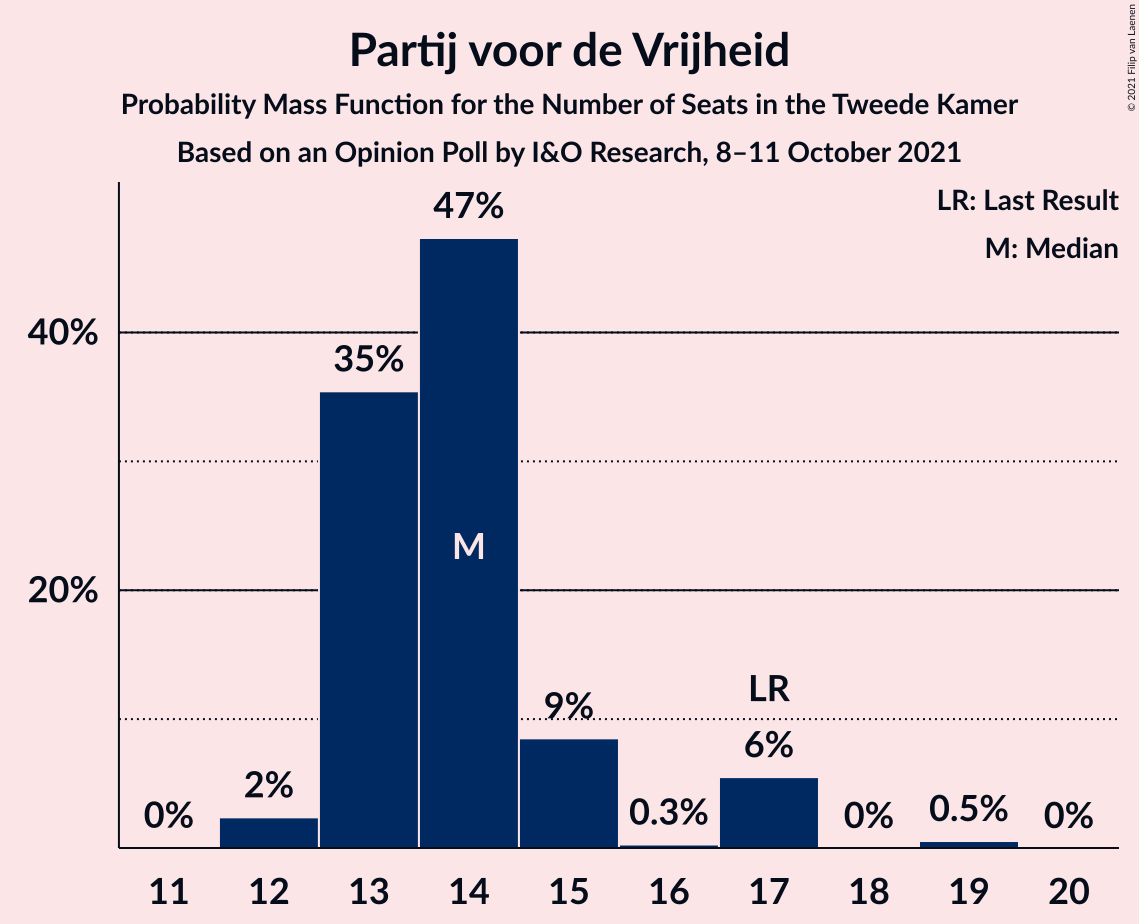 Partij voor de Vrijheid
Probability Mass Function for the Number of Seats in the Tweede Kamer
Based on an Opinion Poll by I&O Research, 8–11 October 2021
© 2021 Filip van Laenen
LR: Last Result
M: Median
47%
40%
35%
M
20%
LR
9%
6%
2%
0%
0.3%
0%
0.5%
0%
11 12 13 14 15 16 17 18 19 20